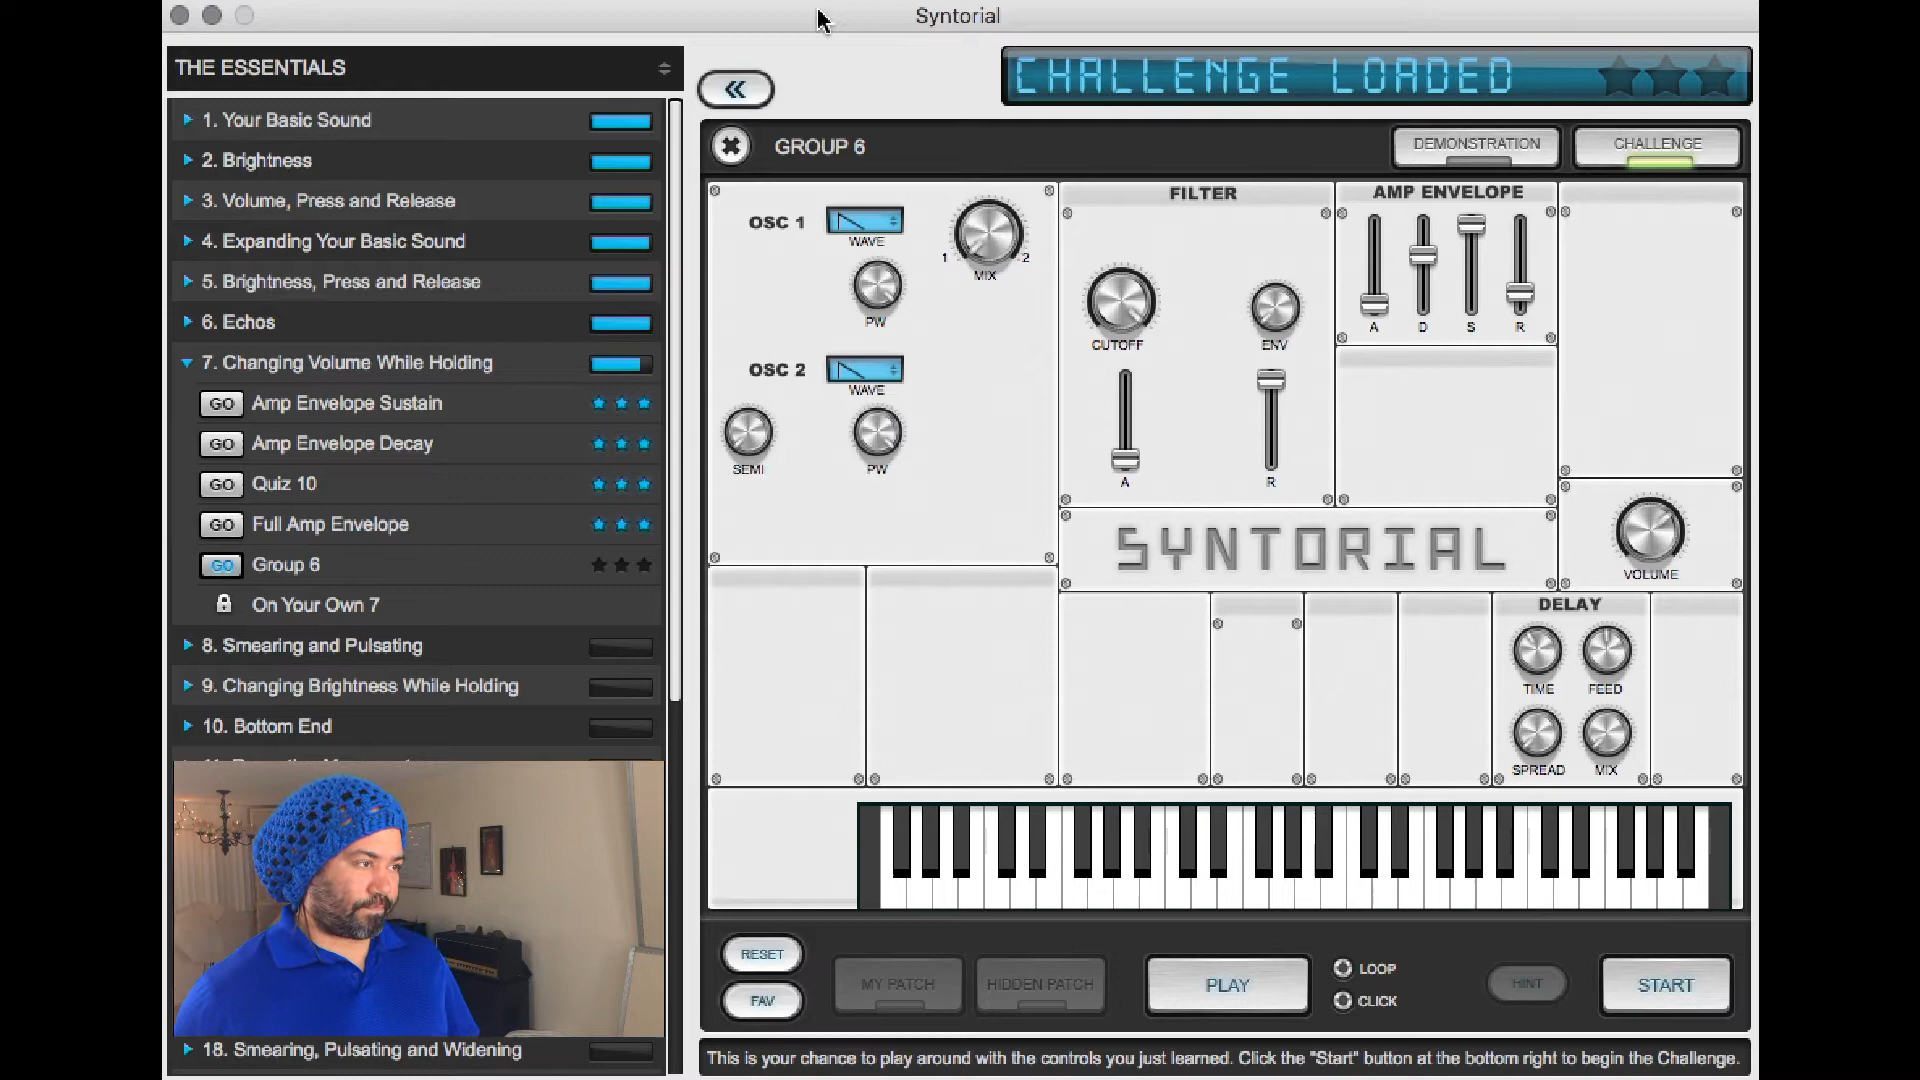 Syntorial
THE ESSENTIALS
CHALLENGE LOADED
1. Your Basic Sound
2. Brightness
3. Volume, Press and Release
4. Expanding Your Basic Sound
5. Brightness, Press and Release
6. Echos
7. Changing Volume While Holding
GO Amp Envelope Sustain
GO Amp Envelope Decay
GO Quiz 10
GO Full Amp Envelope
GO Group 6
On Your Own 7
8. Smearing and Pulsating
9. Changing Brightness While Holding
10. Bottom End
18. Smearing, Pulsating and Widening
GROUP 6
DEMONSTRATION
CHALLENGE
OSC 1
WAVE
1 2
MIX
PW
OSC 2
WAVE
SEMI
PW
FILTER
CUTOFF
ENV
A
R
AMP ENVELOPE
A D S R
SYNTORIAL
VOLUME
DELAY
TIME FEED
SPREAD MIX
RESET
FAV
MY PATCH
HIDDEN PATCH
PLAY
LOOP
CLICK
HINT
START
This is your chance to play around with the controls you just learned. Click the "Start" button at the bottom right to begin the Challenge.